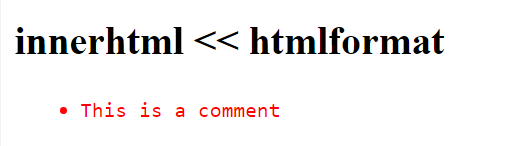 innerhtml << htmlformat
• This is a comment